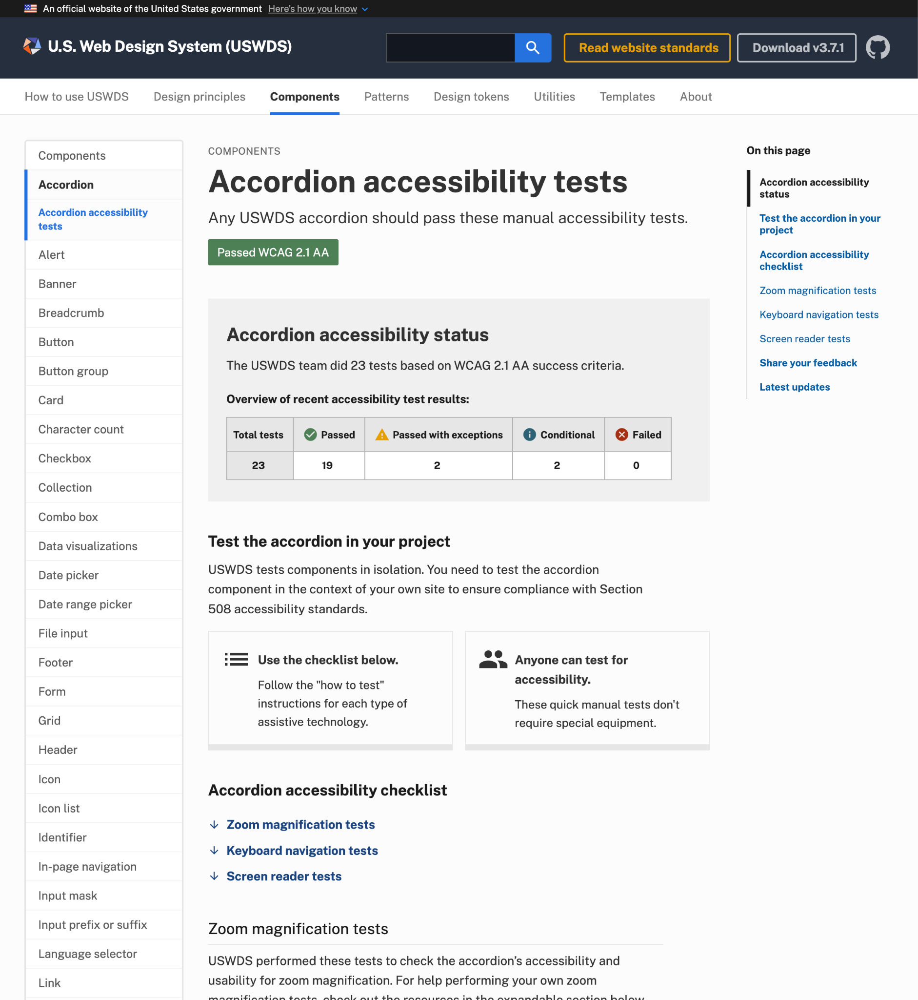 An official website of the United States government Here's how you know
U.S. Web Design System (USWDS)
Read website standards
Download v3.7.1
How to use USWDS
Design principles
Components
Patterns
Design tokens
Utilities
Templates
About
Components
Accordion
Accordion accessibility
tests
Alert
Banner
Breadcrumb
Button
Button group
Card
Character count
Checkbox
Collection
Combo box
Data visualizations
Date picker
Date range picker
File input
Footer
Form
Grid
Header
Icon
Icon list
Identifier
In-page navigation
Input mask
Input prefix or suffix
Language selector
Link
COMPONENTS
Accordion accessibility tests
Any USWDS accordion should pass these manual accessibility tests.
Passed WCAG 2.1 AA
Accordion accessibility status
The USWDS team did 23 tests based on WCAG 2.1 AA success criteria.
Overview of recent accessibility test results:
Total tests Passed Passed with exceptions Conditional Failed
23 19 2 2 0
Test the accordion in your project
USWDS tests components in isolation. You need to test the accordion
component in the context of your own site to ensure compliance with Section
508 accessibility standards.
Use the checklist below.
Follow the "how to test"
instructions for each type of
assistive technology.
Anyone can test for
accessibility.
These quick manual tests don't
require special equipment.
Accordion accessibility checklist
Zoom magnification tests
Keyboard navigation tests
Screen reader tests
Zoom magnification tests
USWDS performed these tests to check the accordion’s accessibility and
usability for zoom magnification. For help performing your own zoom
magnification tests, check out the resources in the expandable section below
On this page
Accordion accessibility
status
Test the accordion in your
project
Accordion accessibility
checklist
Zoom magnification tests
Keyboard navigation tests
Screen reader tests
Share your feedback
Latest updates